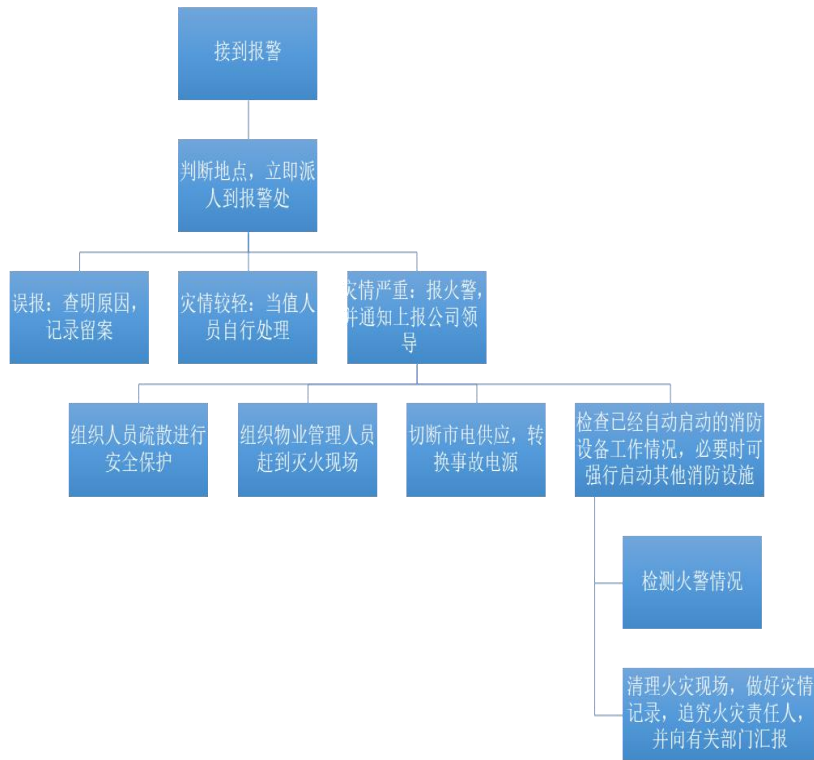 接到报警
判断地点，立即派
人到报警处
误报：查明原因，
记录留案
灾情较轻：当值人
员自行处理
灾情严重：报火警，
并通知上报公司领
导
组织人员疏散进行
安全保护
组织物业管理人员
赶到灭火现场
切断市电供应，转
换事故电源
检查已经自动启动的消防
设备工作情况，必要时可
强行启动其他消防设施
检测火警情况
清理火灾现场，做好灾情
记录，追究火灾责任人，
并向有关部门汇报